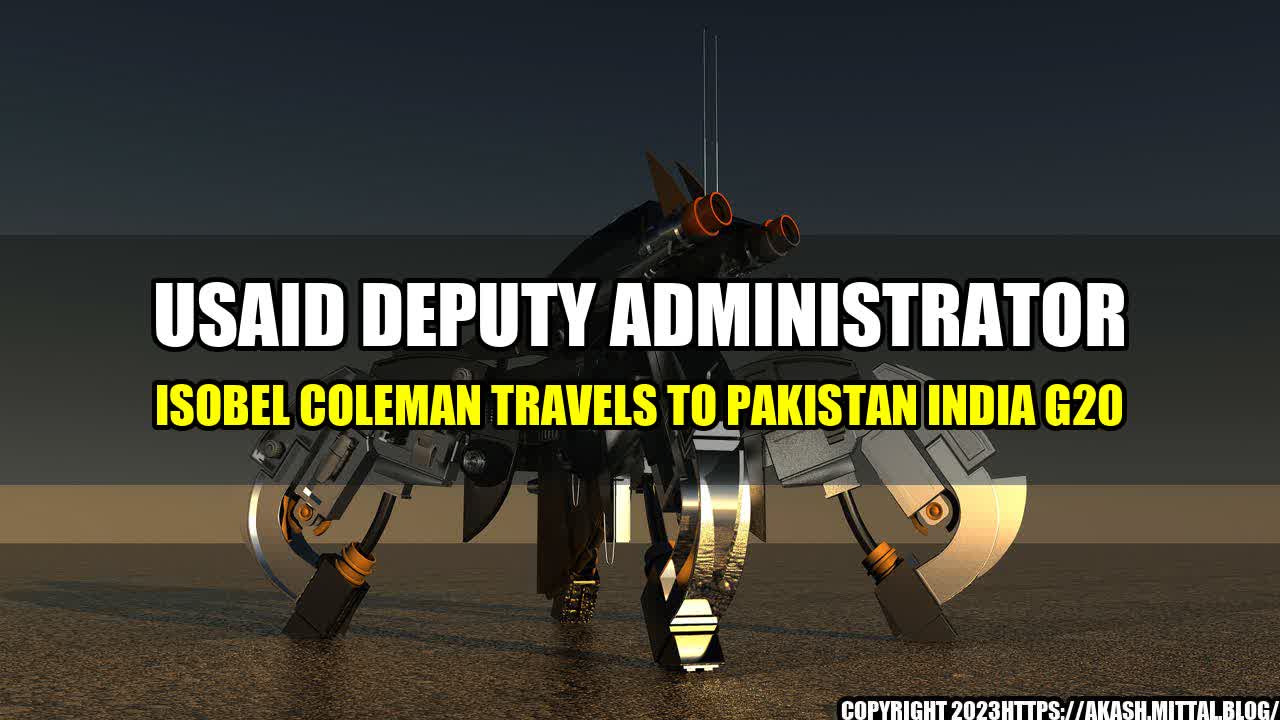 USAID DEPUTY ADMINISTRATOR
ISOBEL COLEMAN TRAVELS TO PAKISTAN INDIA G20
COPYRIGHT 2023HTTPS://AKASH.MITTAL.BLOG/